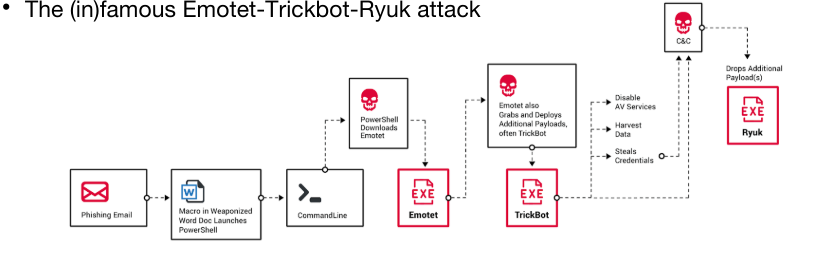 • The (in)famous Emotet-Trickbot-Ryuk attack
Phishing Email
W
Macro in Weaponized
Word Doc Launches
PowerShell
CommandLine
PowerShell
Downloads
Emotet
EXE
Emotet
Emotet also
Grabs and Deploys
Additional Payloads,
often TrickBot
EXE
TrickBot
Disable
AV Services
Harvest
Data
Steals
Credentials
C&C
Drops Additional
Payload(s)
EXE
Ryuk